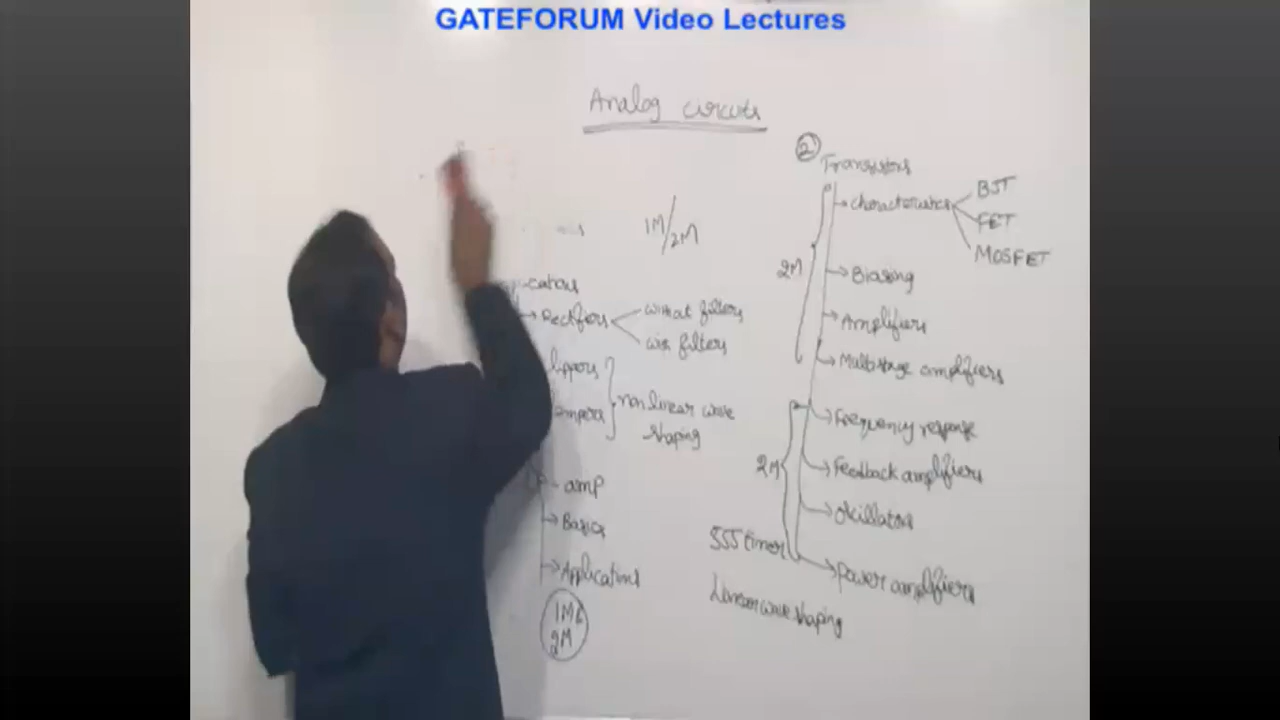 GATEFORUM Video Lectures
Analog circuits
1M/2M
Rectifiers
without filters
with filters
non linear wave
shaping
amp
Basics
Applications
1M &
2M
2
Transistors
characteristics
BJT
FET
MOSFET
2M
Biasing
Amplifiers
Multistage amplifiers
Frequency response
2M
Feedback amplifiers
Oscillators
555 timer
power amplifiers
Linear wave shaping